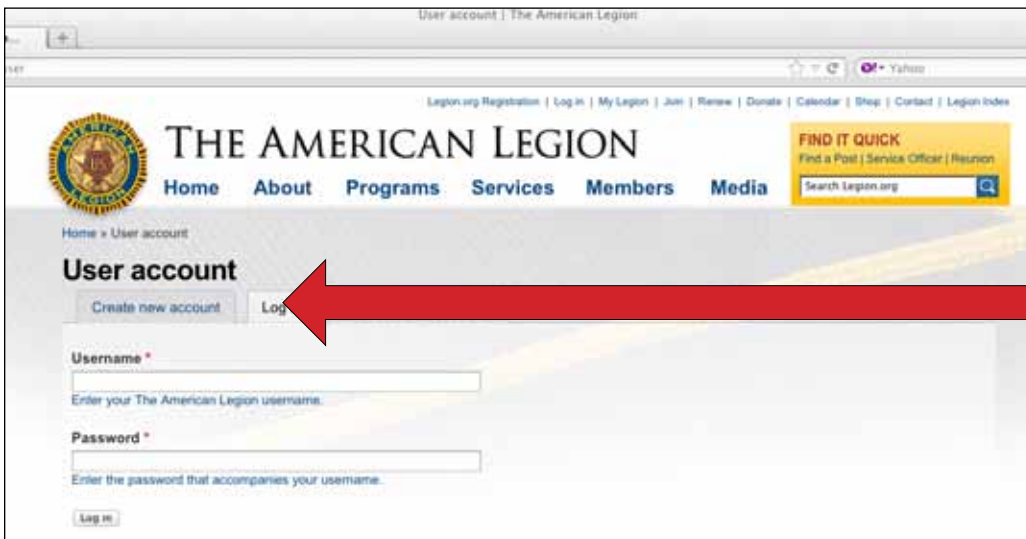 User account | The American Legion
Yahoo
Legion.org Registration | Log in | My Legion | Join | Renew | Donate | Calendar | Shop | Contact | Legion Index
THE AMERICAN LEGION
FIND IT QUICK
Find a Post | Service Officer | Reunion
Home About Programs Services Members Media
Search Legion.org
AMERICAN
LEGION
Home » User account
User account
Create new account
Log
Username *
Enter your The American Legion username.
Password *
Enter the password that accompanies your username.
Log in